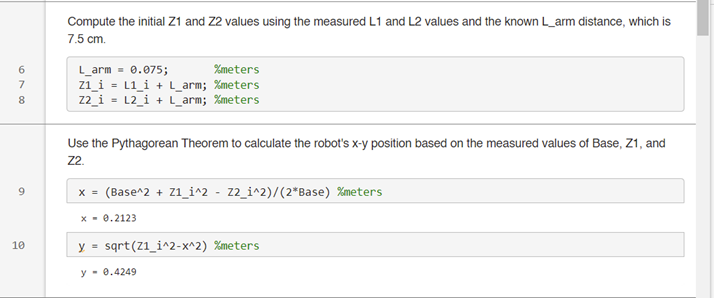 Compute the initial Z1 and Z2 values using the measured L1 and L2 values and the known L_arm distance, which is
7.5 cm.
6 L_arm = 0.075; %meters
7 Z1_i = L1_i + L_arm; %meters
8 Z2_i = L2_i + L_arm; %meters
Use the Pythagorean Theorem to calculate the robot's x-y position based on the measured values of Base, Z1, and
Z2.
9 x = (Base^2 + Z1_i^2 - Z2_i^2)/(2*Base) %meters
x = 0.2123
10 y = sqrt(Z1_i^2-x^2) %meters
y = 0.4249